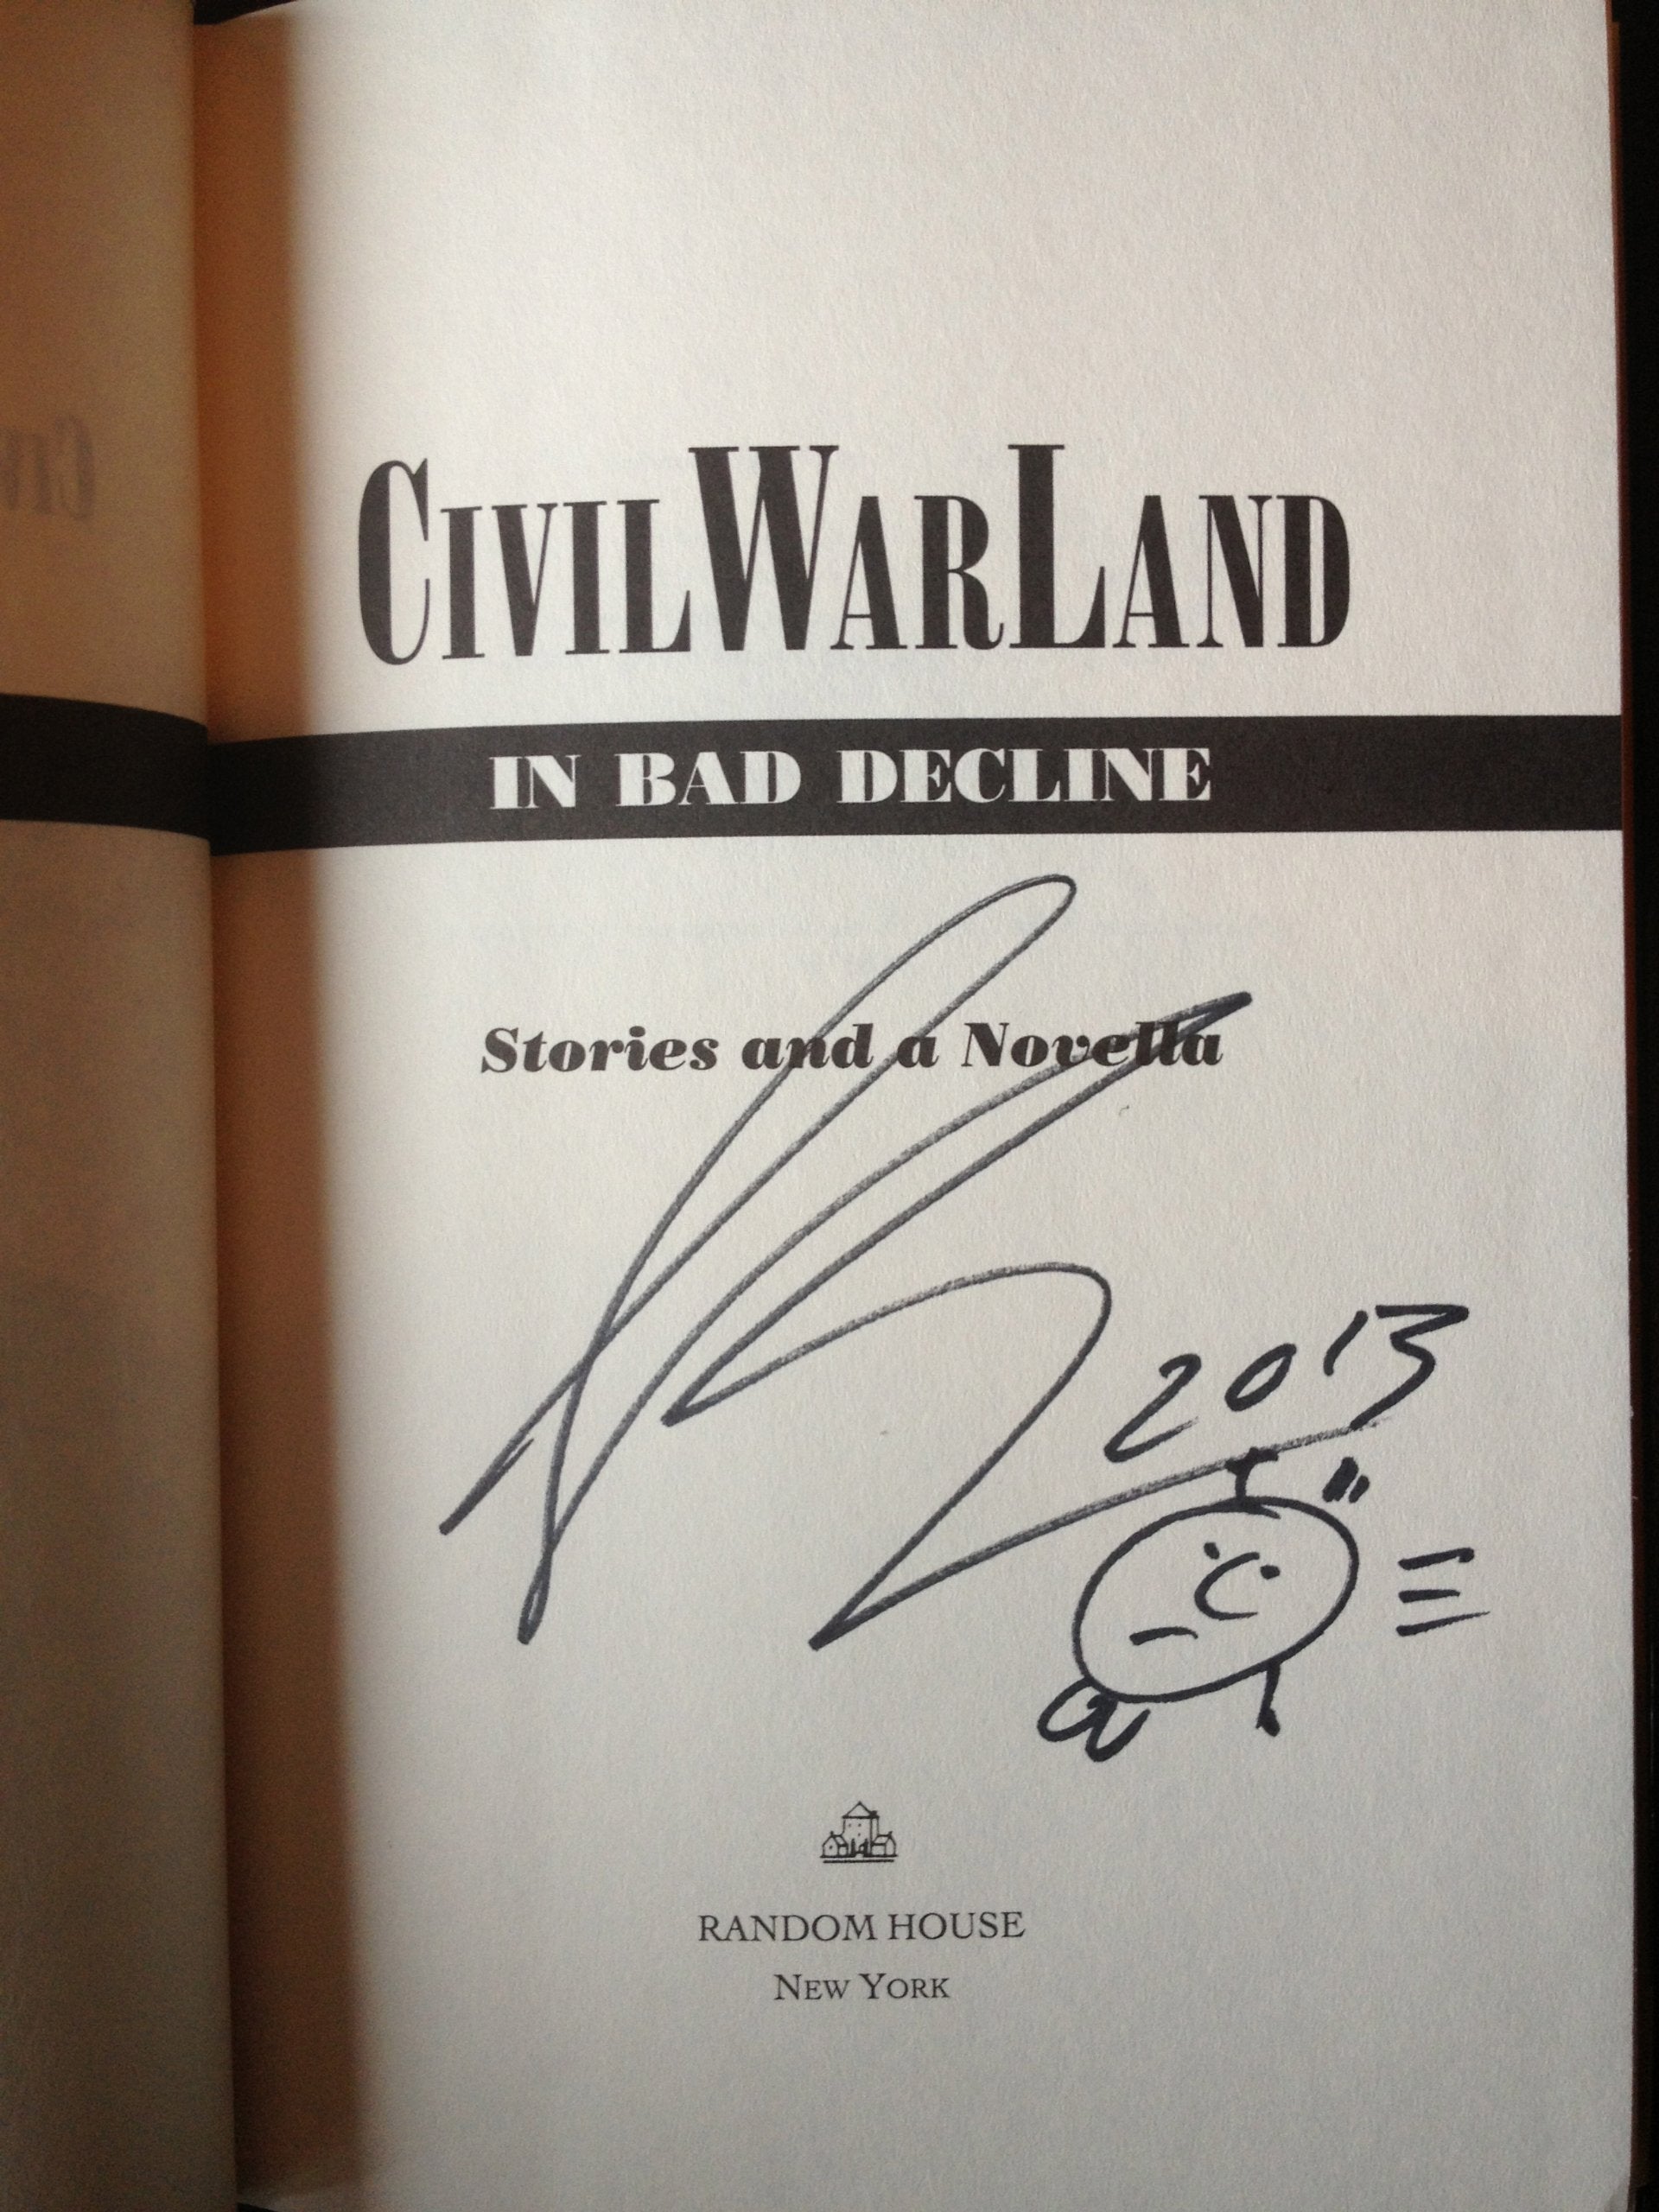 CIVILWARLAND
IN BAD DECLINE
Stories and a Novella
2013
RANDOM HOUSE
NEW YORK